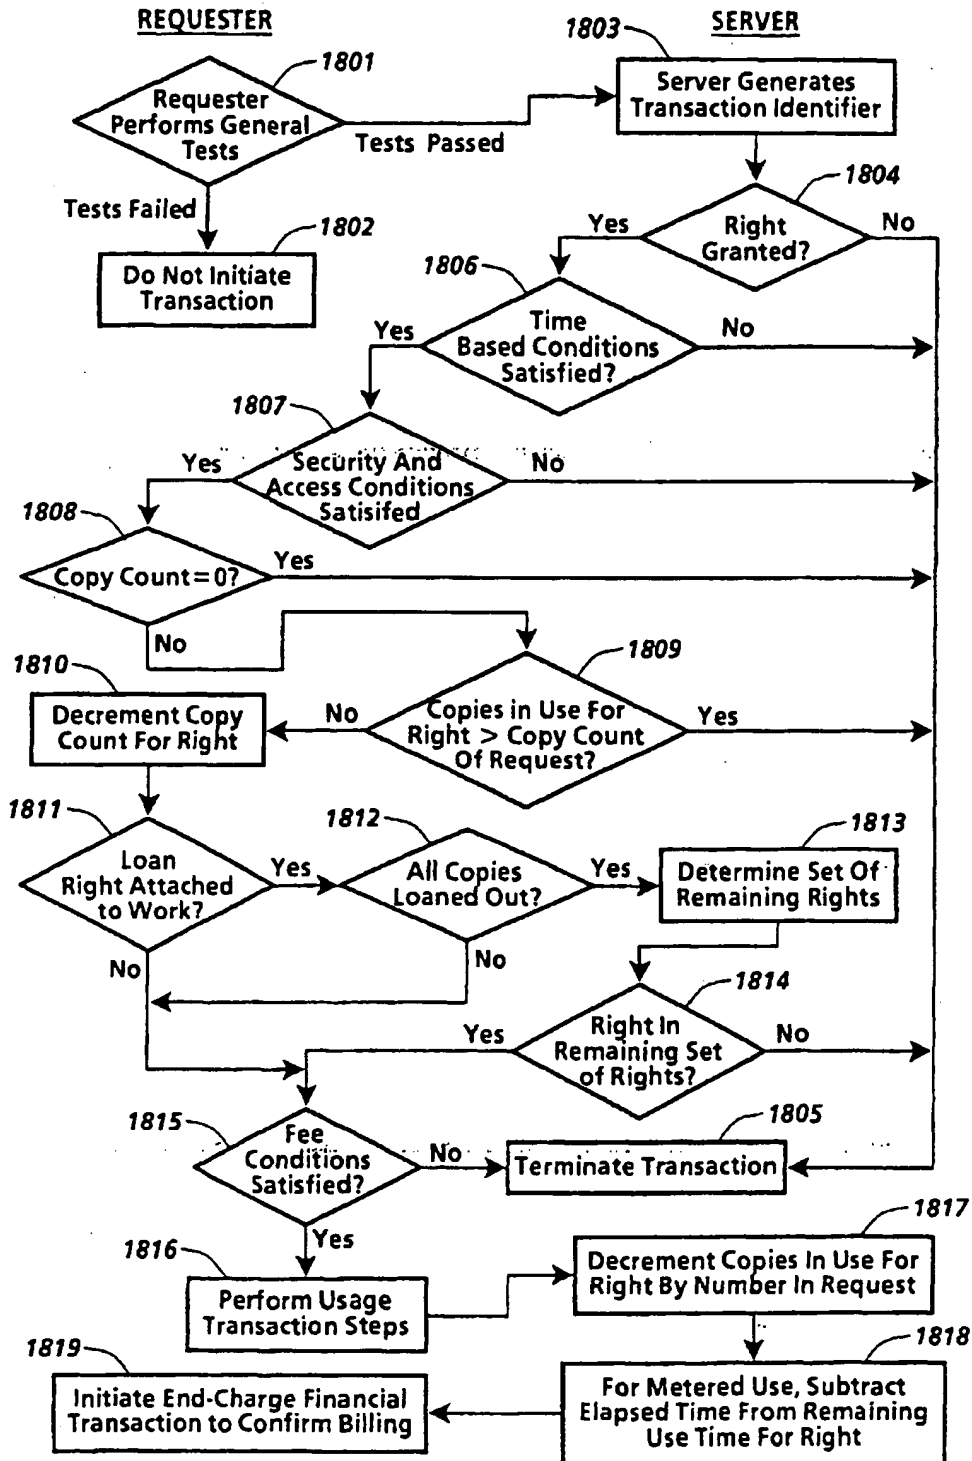 REQUESTER
SERVER
1801
1803
Requester
Performs General
Tests
Server Generates
Transaction Identifier
Tests Passed
Tests Failed
1802
1804
Do Not Initiate
Transaction
Yes
Right
Granted?
No
1806
Yes
Time
Based Conditions
Satisfied?
No
1807
Yes
Security And
Access Conditions
Satisifed
No
1808
Copy Count = 0?
Yes
No
1809
1810
Decrement Copy
Count For Right
No
Copies in Use For
Right > Copy Count
Of Request?
Yes
1811
1812
1813
Loan
Right Attached
to Work?
Yes
All Copies
Loaned Out?
Yes
Determine Set Of
Remaining Rights
No
No
1814
Yes
Right In
Remaining Set
of Rights?
No
1815
1805
Fee
Conditions
Satisfied?
No
Terminate Transaction
Yes
1816
1817
Perform Usage
Transaction Steps
Decrement Copies In Use For
Right By Number In Request
1819
1818
Initiate End-Charge Financial
Transaction to Confirm Billing
For Metered Use, Subtract
Elapsed Time From Remaining
Use Time For Right